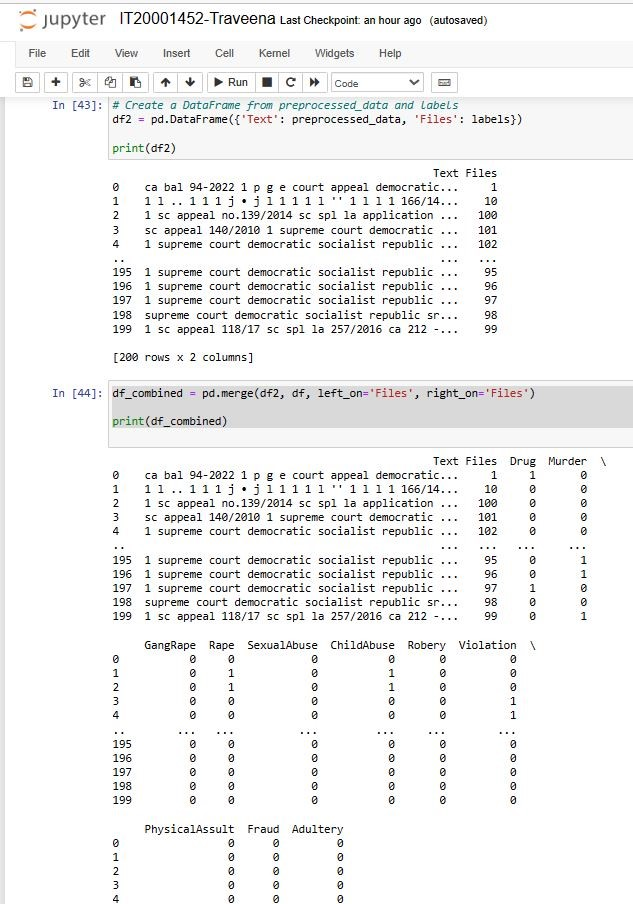 jupyter IT20001452-Traveena Last Checkpoint: an hour ago (autosaved)
File Edit View Insert Cell Kernel Widgets Help
Run Code
In [43]: # Create a DataFrame from preprocessed_data and labels
df2 = pd.DataFrame({'Text': preprocessed_data, 'Files': labels})
print(df2)
Text Files
0 ca bal 94-2022 1 p g e court appeal democratic... 1
1 1 l .. 1 1 1 j • j l 1 1 1 l '' 1 l l 1 166/14... 10
2 1 sc appeal no.139/2014 sc spl la application ... 100
3 sc appeal 140/2010 1 supreme court democratic ... 101
4 1 supreme court democratic socialist republic ... 102
.. ... ...
195 1 supreme court democratic socialist republic ... 95
196 1 supreme court democratic socialist republic ... 96
197 1 supreme court democratic socialist republic ... 97
198 supreme court democratic socialist republic sr... 98
199 1 sc appeal 118/17 sc spl la 257/2016 ca 212 -... 99
[200 rows x 2 columns]
In [44]: df_combined = pd.merge(df2, df, left_on='Files', right_on='Files')
print(df_combined)
Text Files Drug Murder \
0 ca bal 94-2022 1 p g e court appeal democratic... 1 1 0
1 1 l .. 1 1 1 j • j l 1 1 1 l '' 1 l l 1 166/14... 10 0 0
2 1 sc appeal no.139/2014 sc spl la application ... 100 0 0
3 sc appeal 140/2010 1 supreme court democratic ... 101 0 0
4 1 supreme court democratic socialist republic ... 102 0 0
.. ... ... ... ...
195 1 supreme court democratic socialist republic ... 95 0 1
196 1 supreme court democratic socialist republic ... 96 0 1
197 1 supreme court democratic socialist republic ... 97 1 0
198 supreme court democratic socialist republic sr... 98 0 0
199 1 sc appeal 118/17 sc spl la 257/2016 ca 212 -... 99 0 1
GangRape Rape SexualAbuse ChildAbuse Robery Violation \
0 0 0 0 0 0 0
1 0 1 0 1 0 0
2 0 1 0 1 0 0
3 0 0 0 0 0 1
4 0 0 0 0 0 1
.. ... ... ... ... ... ...
195 0 0 0 0 0 0
196 0 0 0 0 0 0
197 0 0 0 0 0 0
198 0 0 0 0 0 0
199 0 0 0 0 0 0
PhysicalAssult Fraud Adultery
0 0 0 0
1 0 0 0
2 0 0 0
3 0 0 0
4 0 0 0